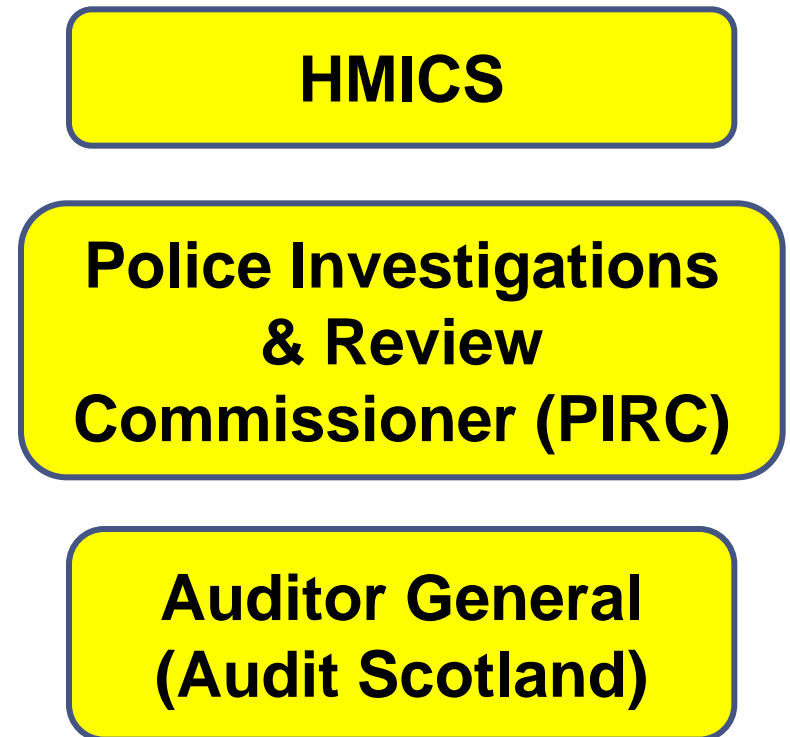 HMICS
Police Investigations
& Review
Commissioner (PIRC)
Auditor General
(Audit Scotland)